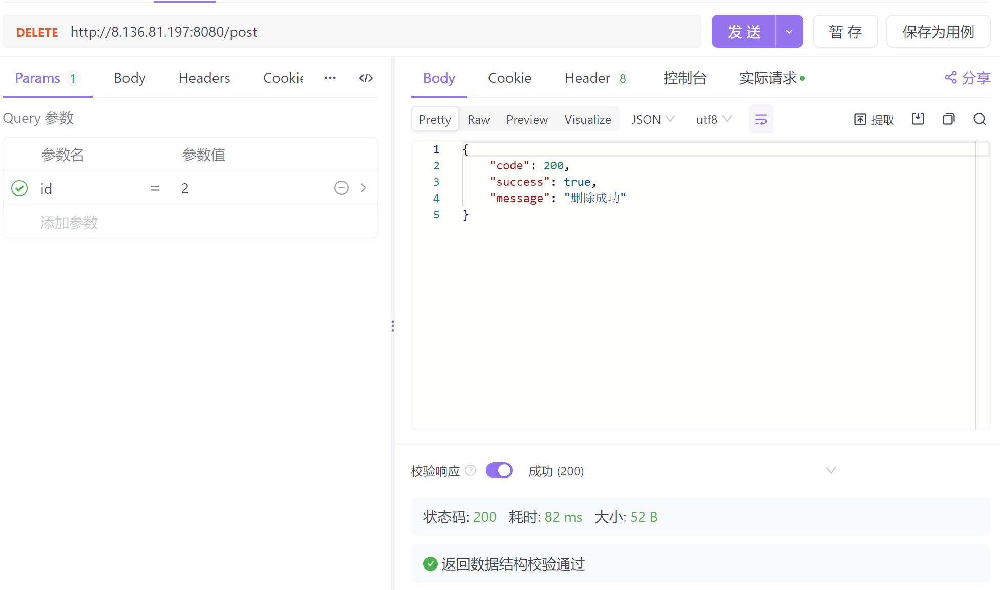 DELETE http://8.136.81.197:8080/post 发送 暂存 保存为用例
Params 1 Body Headers Cookie ··· </>
Body Cookie Header 8 控制台 实际请求 分享
Query 参数
Pretty Raw Preview Visualize JSON utf8 提取
参数名 参数值
id = 2
添加参数
1 {
2 "code": 200,
3 "success": true,
4 "message": "删除成功"
5 }
校验响应 ? 成功 (200)
状态码: 200 耗时: 82 ms 大小: 52 B
返回数据结构校验通过